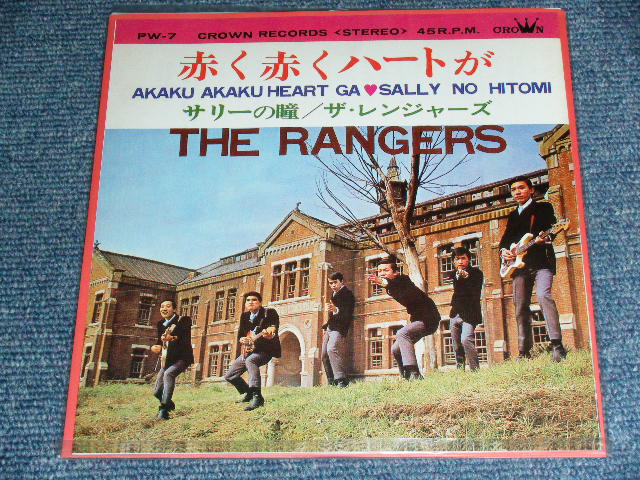 PW-7 CROWN RECORDS <STEREO> 45R.P.M. CROWN
赤く赤くハートが
AKAKU AKAKU HEART GA♥SALLY NO HITOMI
サリーの瞳／ザ・レンジャーズ
THE RANGERS